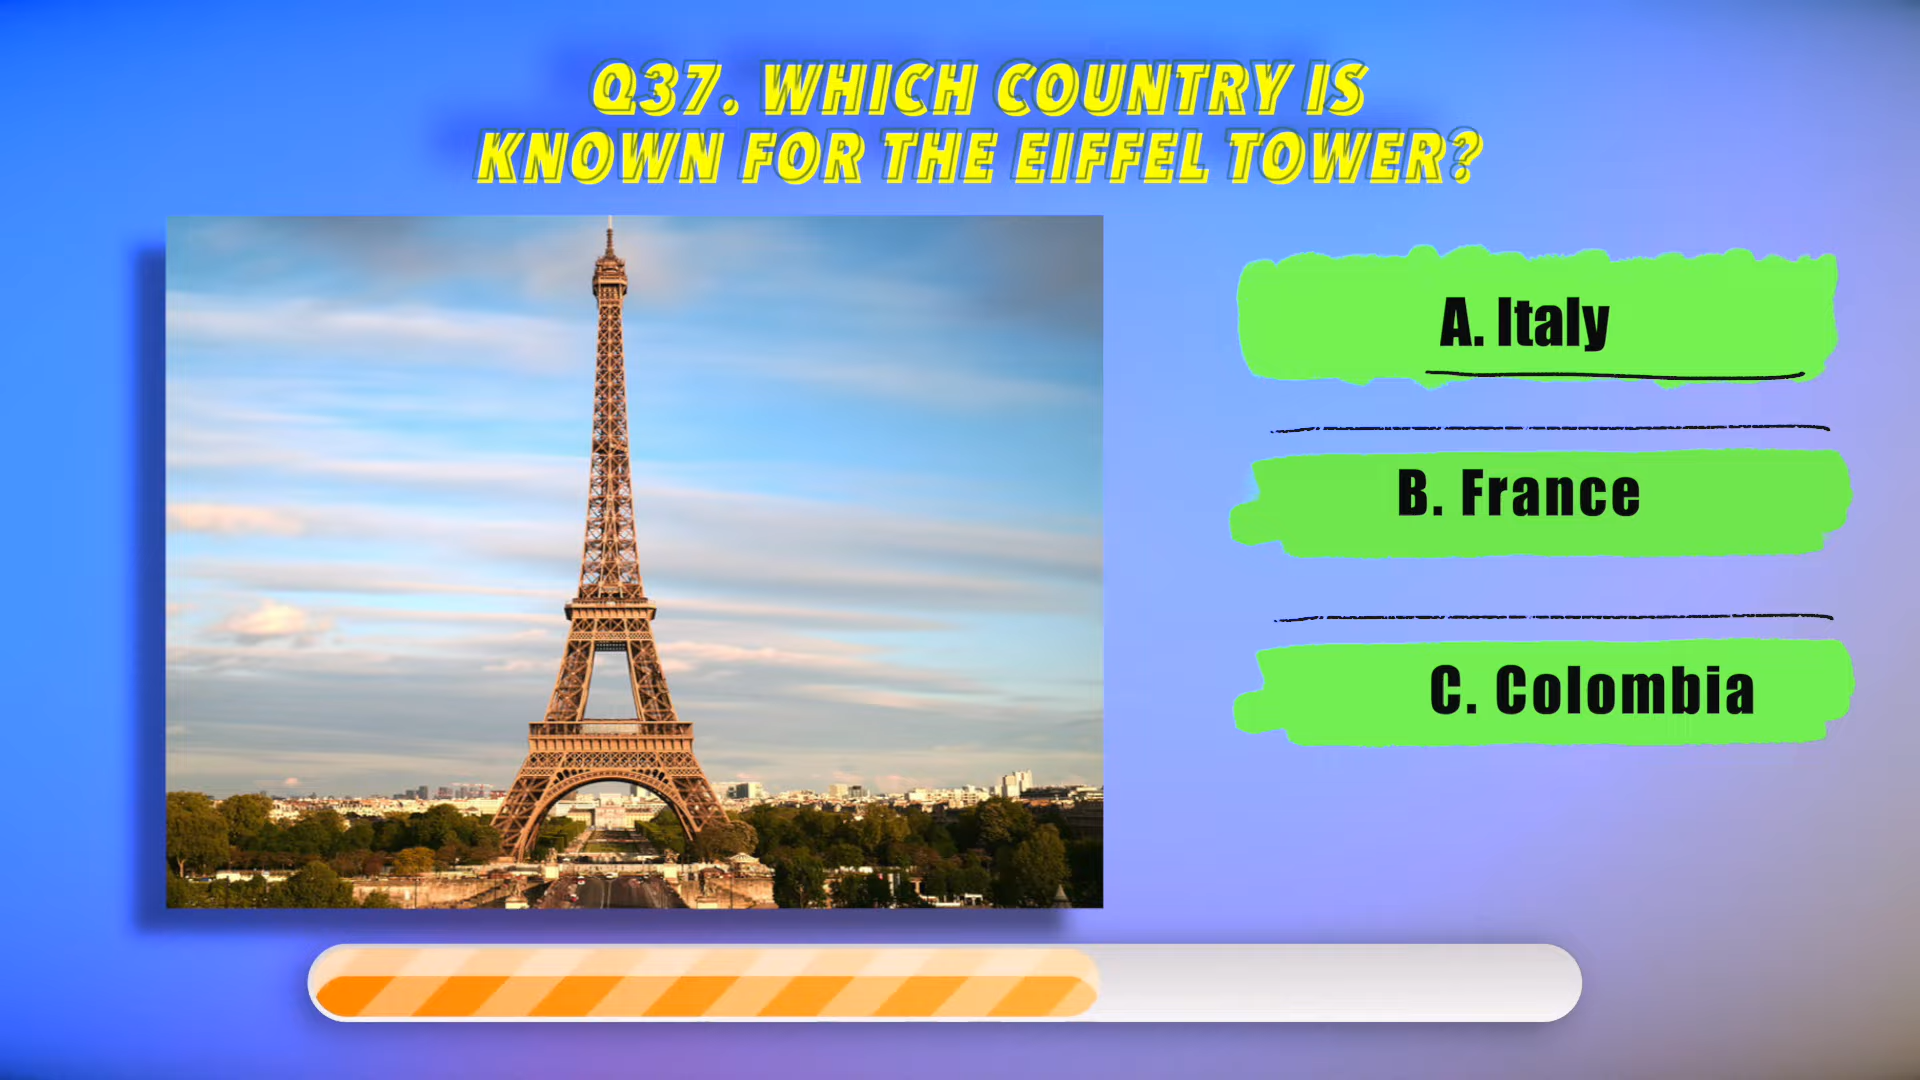 Q37. WHICH COUNTRY IS
KNOWN FOR THE EIFFEL TOWER?
A. Italy
B. France
C. Colombia